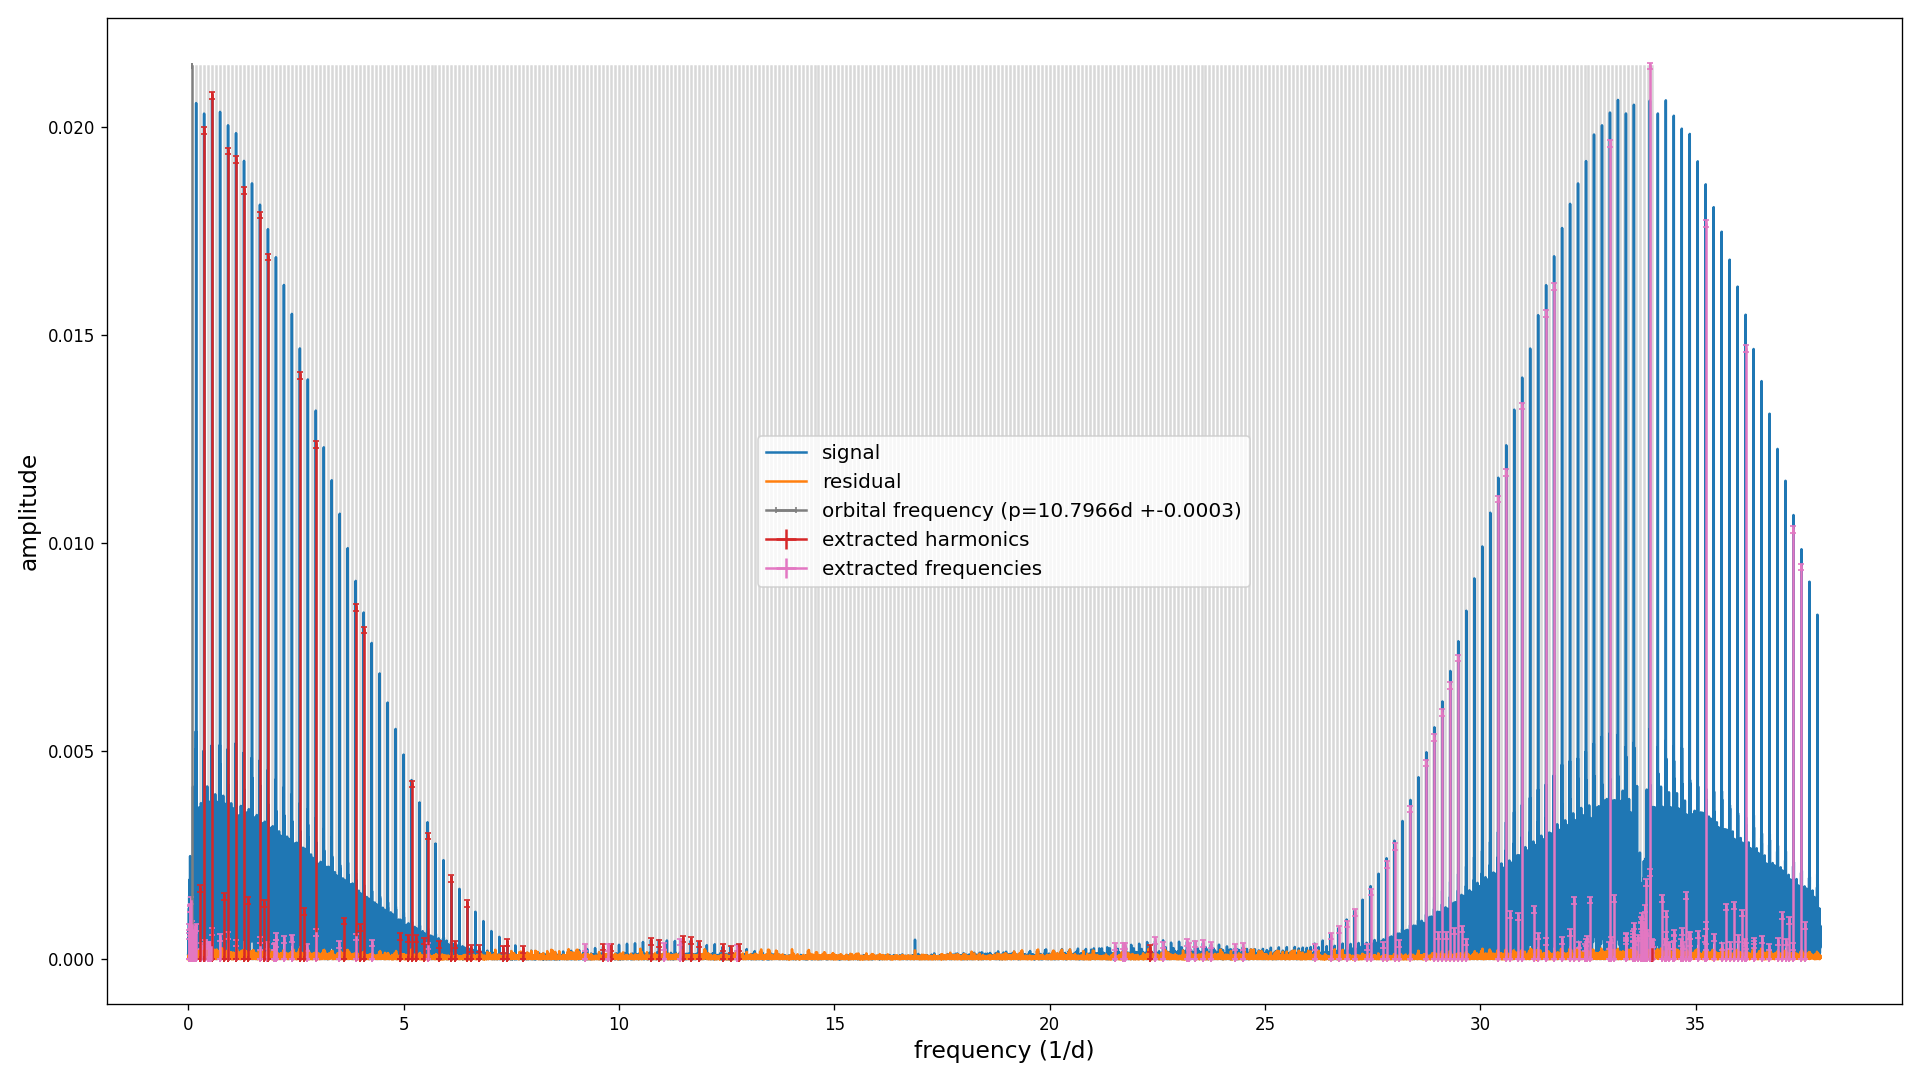 amplitude
0.020
0.015
0.010
0.005
0.000
signal
residual
orbital frequency (p=10.7966d +-0.0003)
extracted harmonics
extracted frequencies
0 5 10 15 20 25 30 35
frequency (1/d)